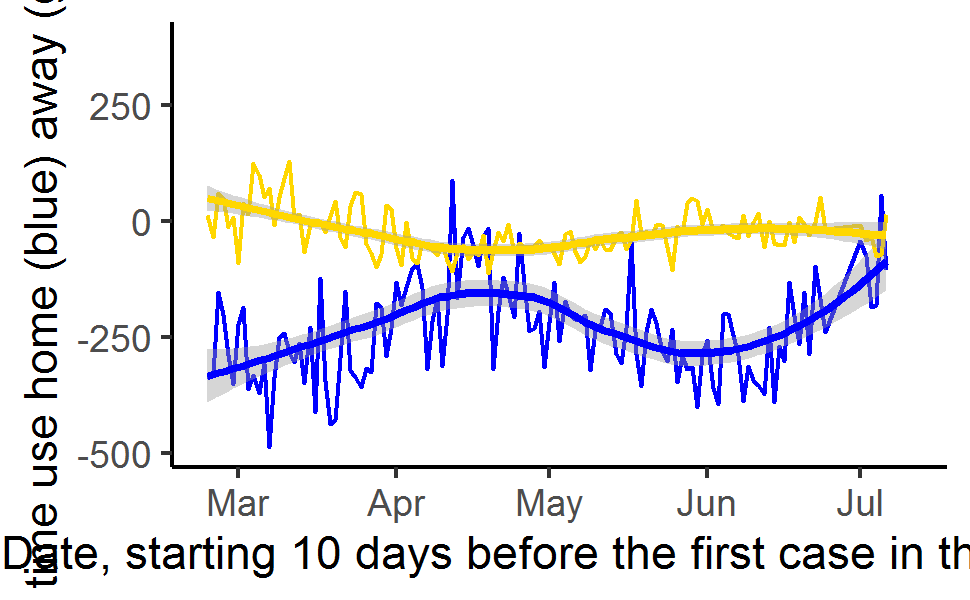 time use home (blue) away (
250
0
-250
-500
Mar Apr May Jun Jul
Date, starting 10 days before the first case in th